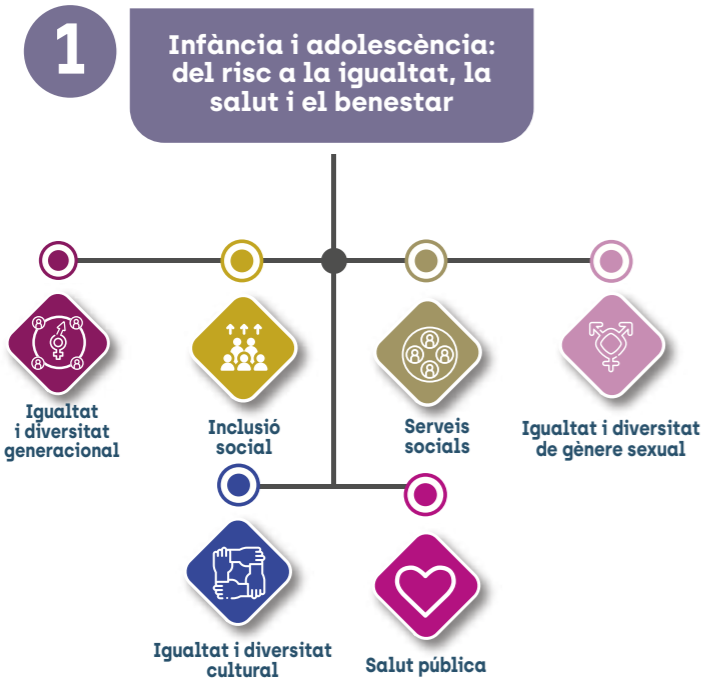 1
Infància i adolescència:
del risc a la igualtat, la
salut i el benestar
Igualtat
i diversitat
generacional
Inclusió
social
Serveis
socials
Igualtat i diversitat
de gènere sexual
Igualtat i diversitat
cultural
Salut pública